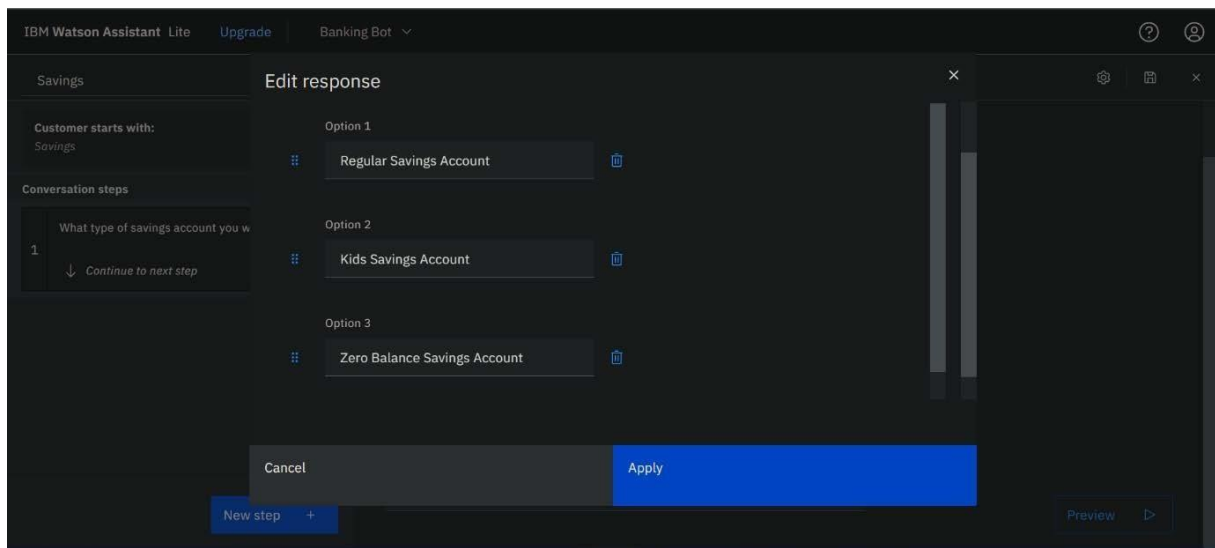 IBM Watson Assistant Lite Upgrade Banking Bot
Savings
Customer starts with:
Savings
Conversation steps
1
What type of savings account you w
Continue to next step
New step +
Edit response
Option 1
Regular Savings Account
Option 2
Kids Savings Account
Option 3
Zero Balance Savings Account
Cancel
Apply
Preview